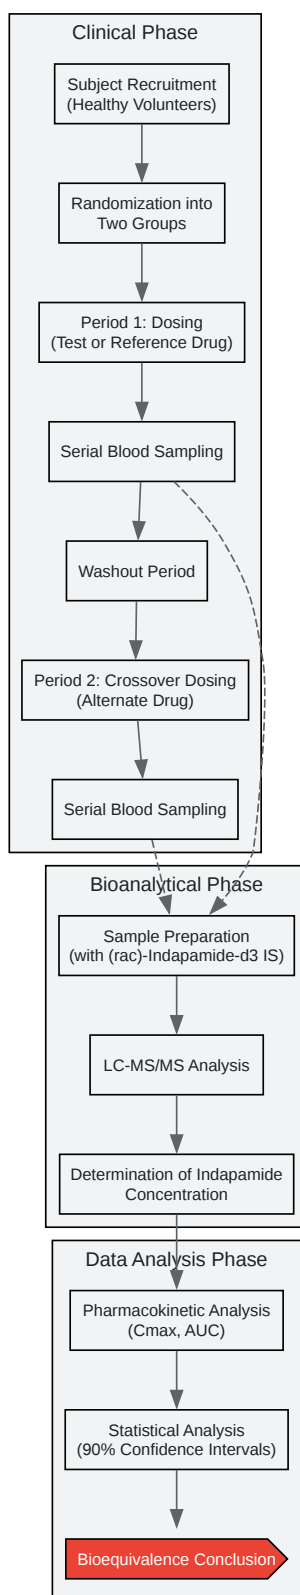 Clinical Phase
Subject Recruitment
(Healthy Volunteers)
Randomization into
Two Groups
Period 1: Dosing
(Test or Reference Drug)
Serial Blood Sampling
Washout Period
Period 2: Crossover Dosing
(Alternate Drug)
Serial Blood Sampling
Bioanalytical Phase
Sample Preparation
(with (rac)-Indapamide-d3 IS)
LC-MS/MS Analysis
Determination of Indapamide
Concentration
Data Analysis Phase
Pharmacokinetic Analysis
(Cmax, AUC)
Statistical Analysis
(90% Confidence Intervals)
Bioequivalence Conclusion